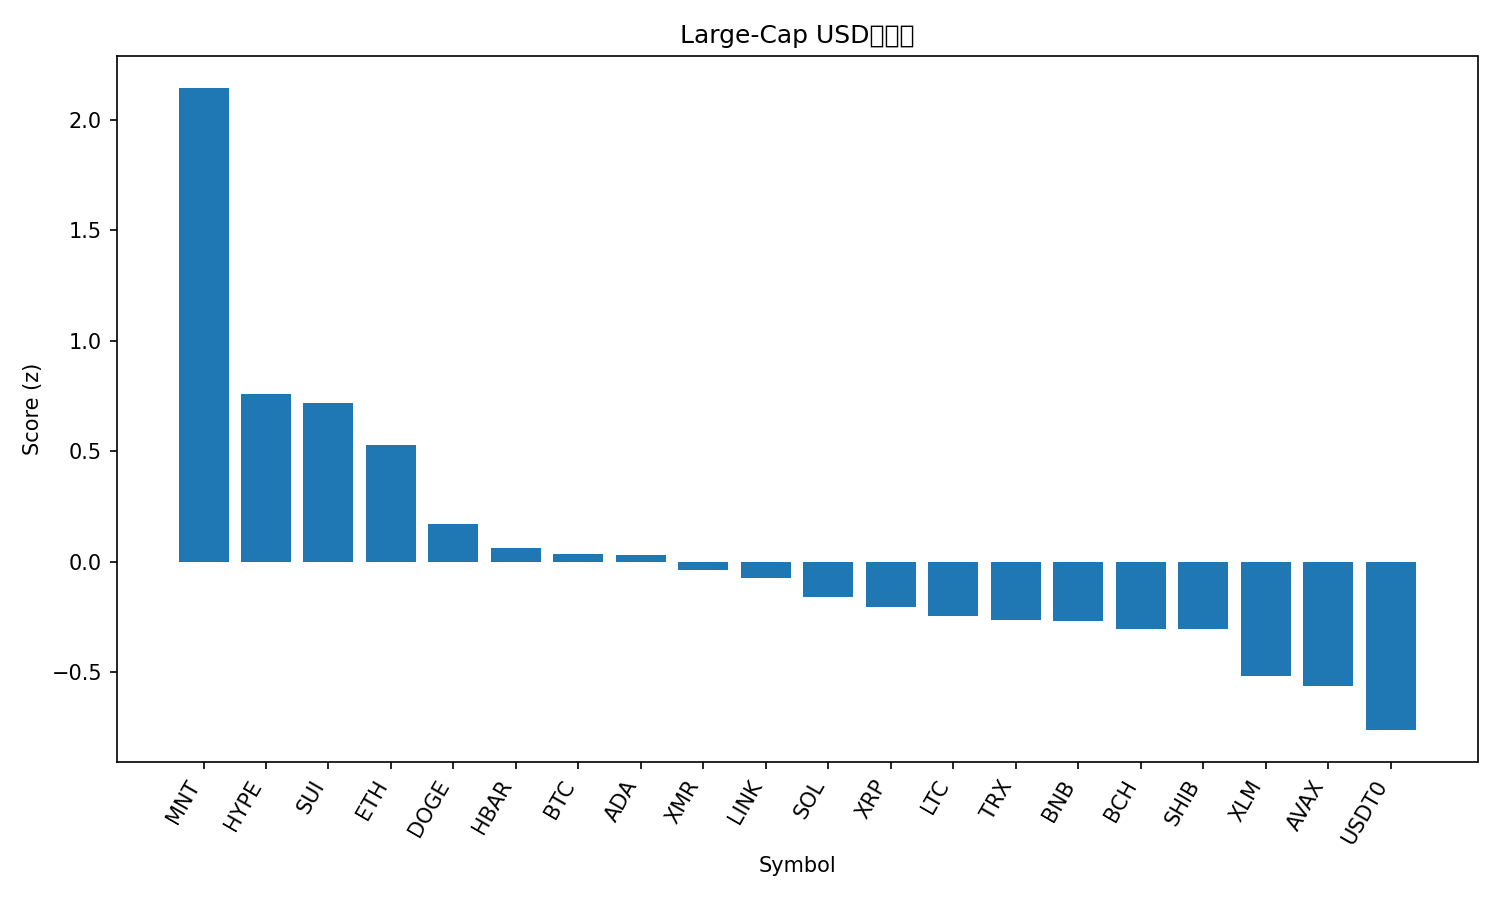 Large-Cap USD
Score (z)
2.0
1.5
1.0
0.5
0.0
−0.5
MNT
HYPE
SUI
ETH
DOGE
HBAR
BTC
ADA
XMR
LINK
SOL
XRP
LTC
TRX
BNB
BCH
SHIB
XLM
AVAX
USDT0
Symbol